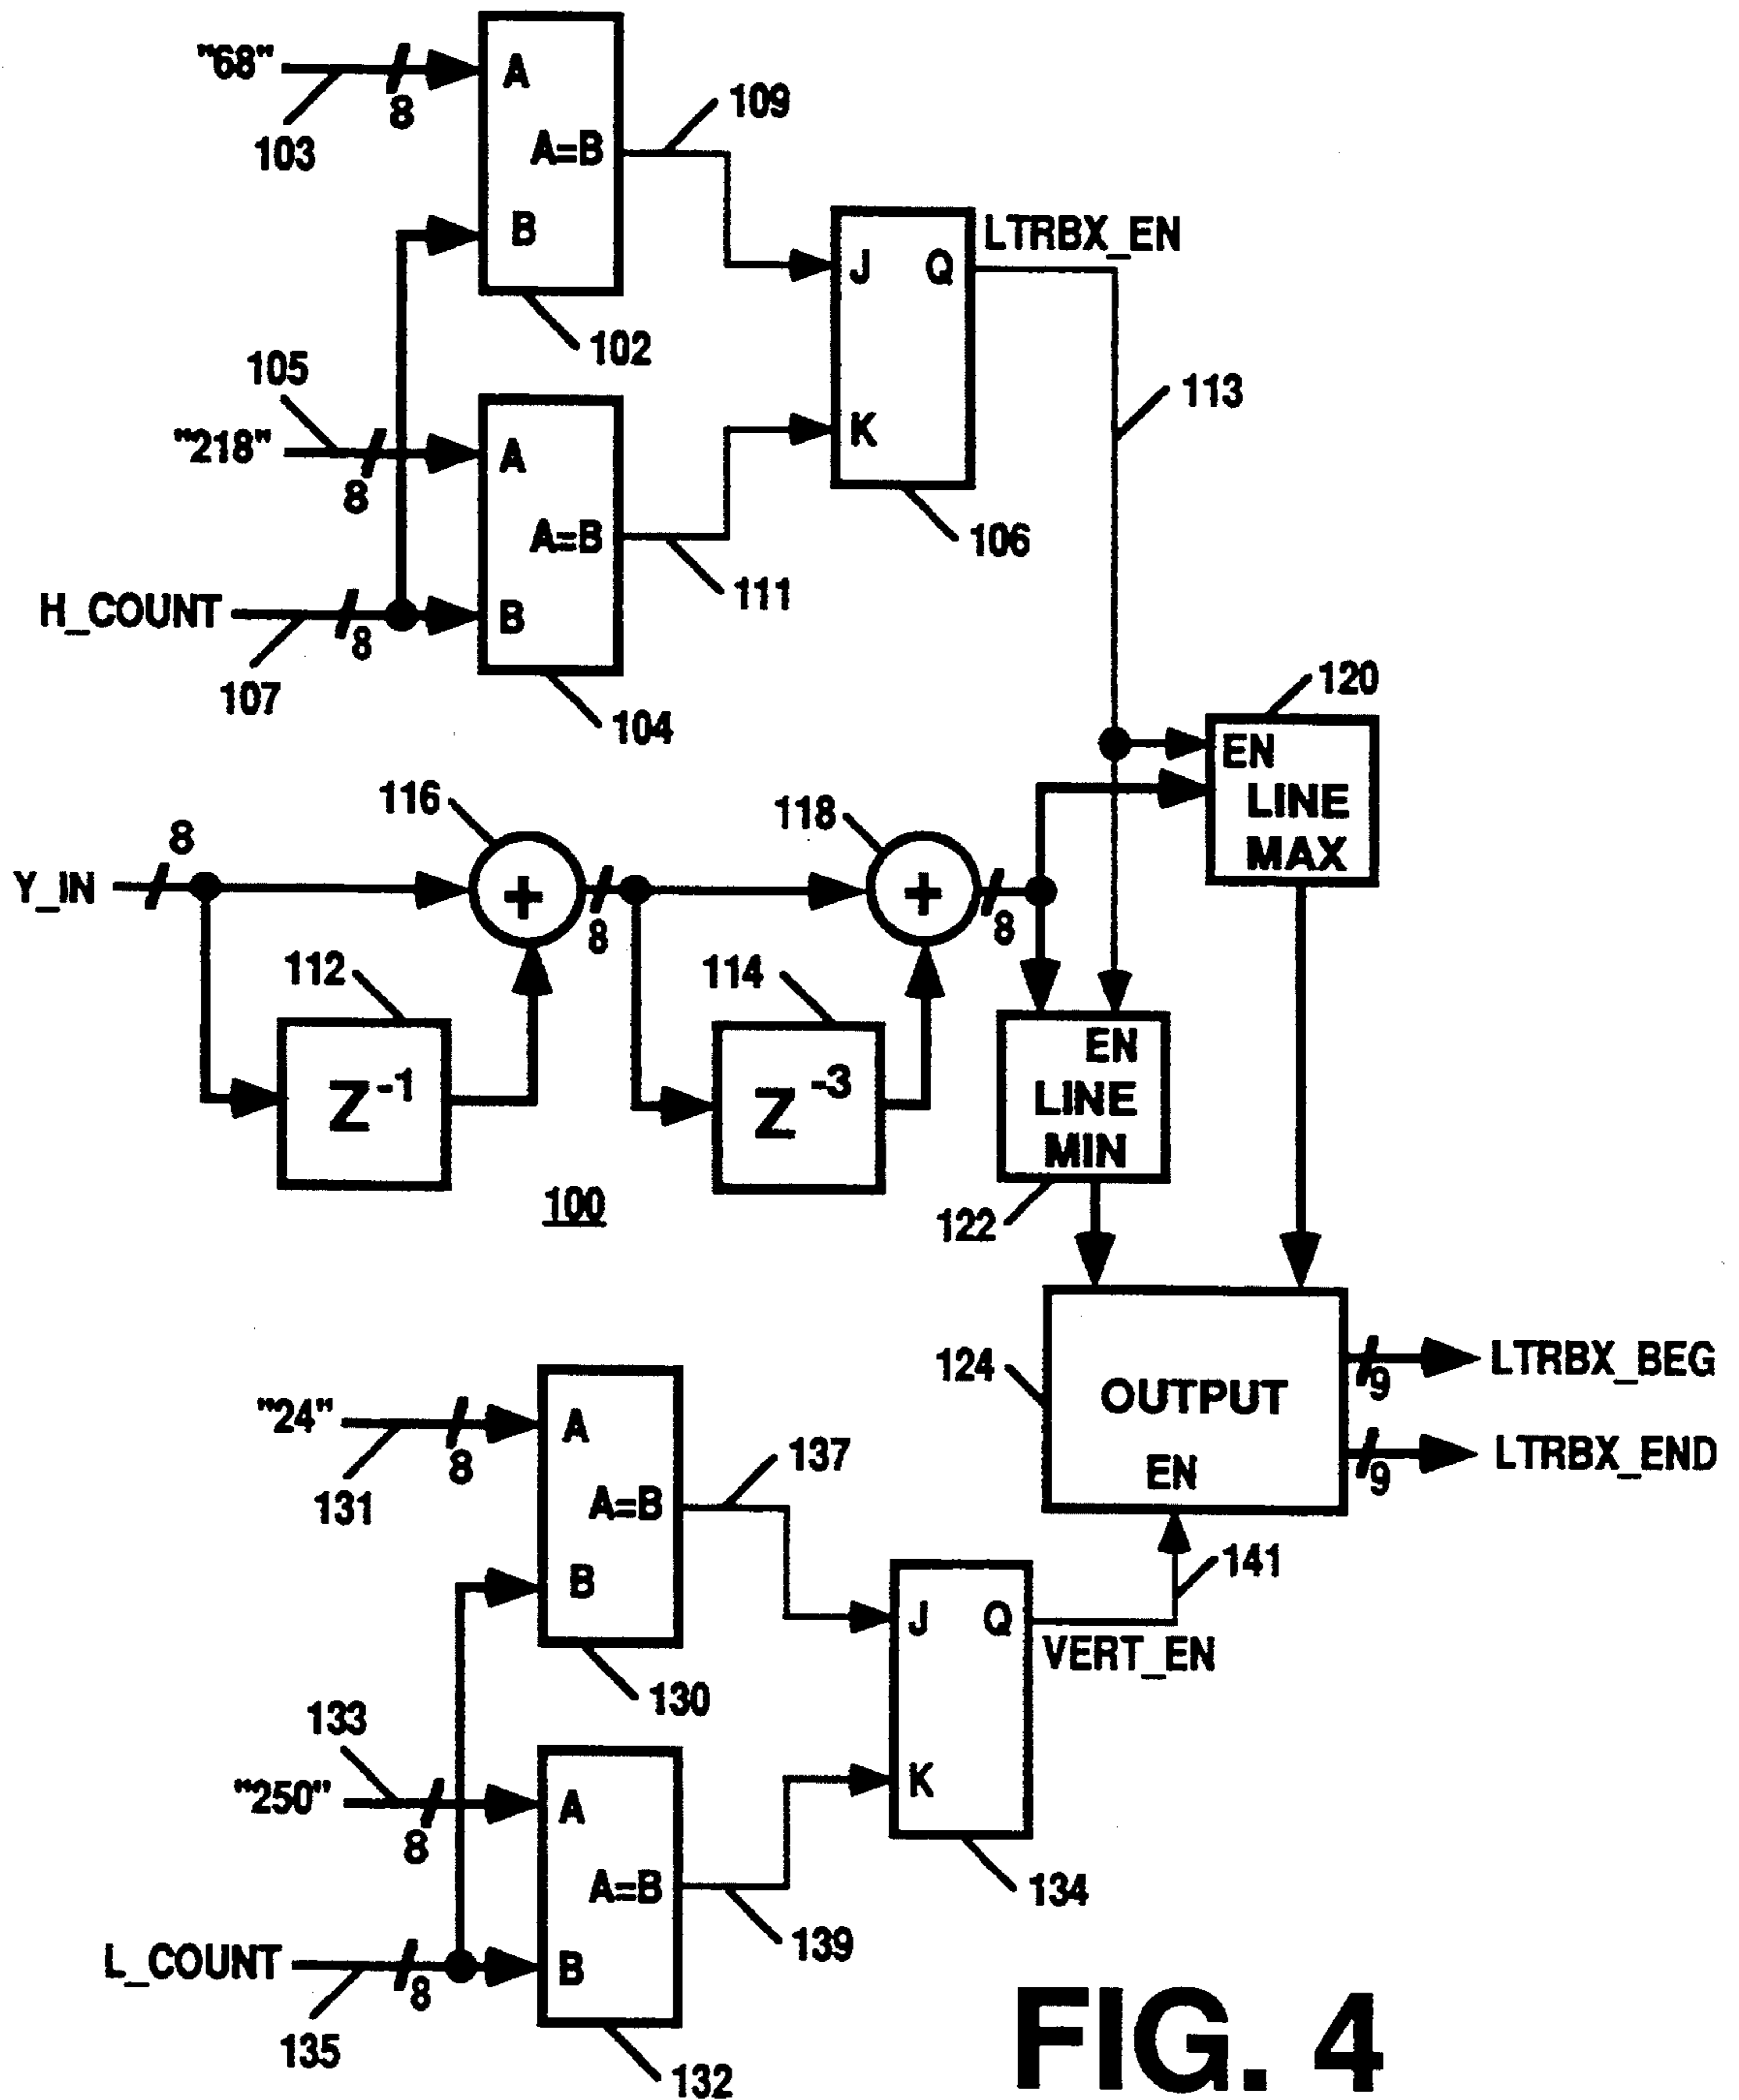 "68"
8
103
A
A=B
B
109
102
LTRBX_EN
J
Q
K
106
113
105
"218"
8
A
A=B
B
111
H_COUNT
8
107
104
120
EN
LINE
MAX
Y_IN
8
116
+
8
118
+
8
112
Z-1
114
Z-3
EN
LINE
MIN
122
100
124
OUTPUT
EN
9
LTRBX_BEG
9
LTRBX_END
"24"
8
131
A
A=B
B
137
130
141
J
Q
K
VERT_EN
134
133
"250"
8
A
A=B
B
139
L_COUNT
8
135
132
FIG. 4